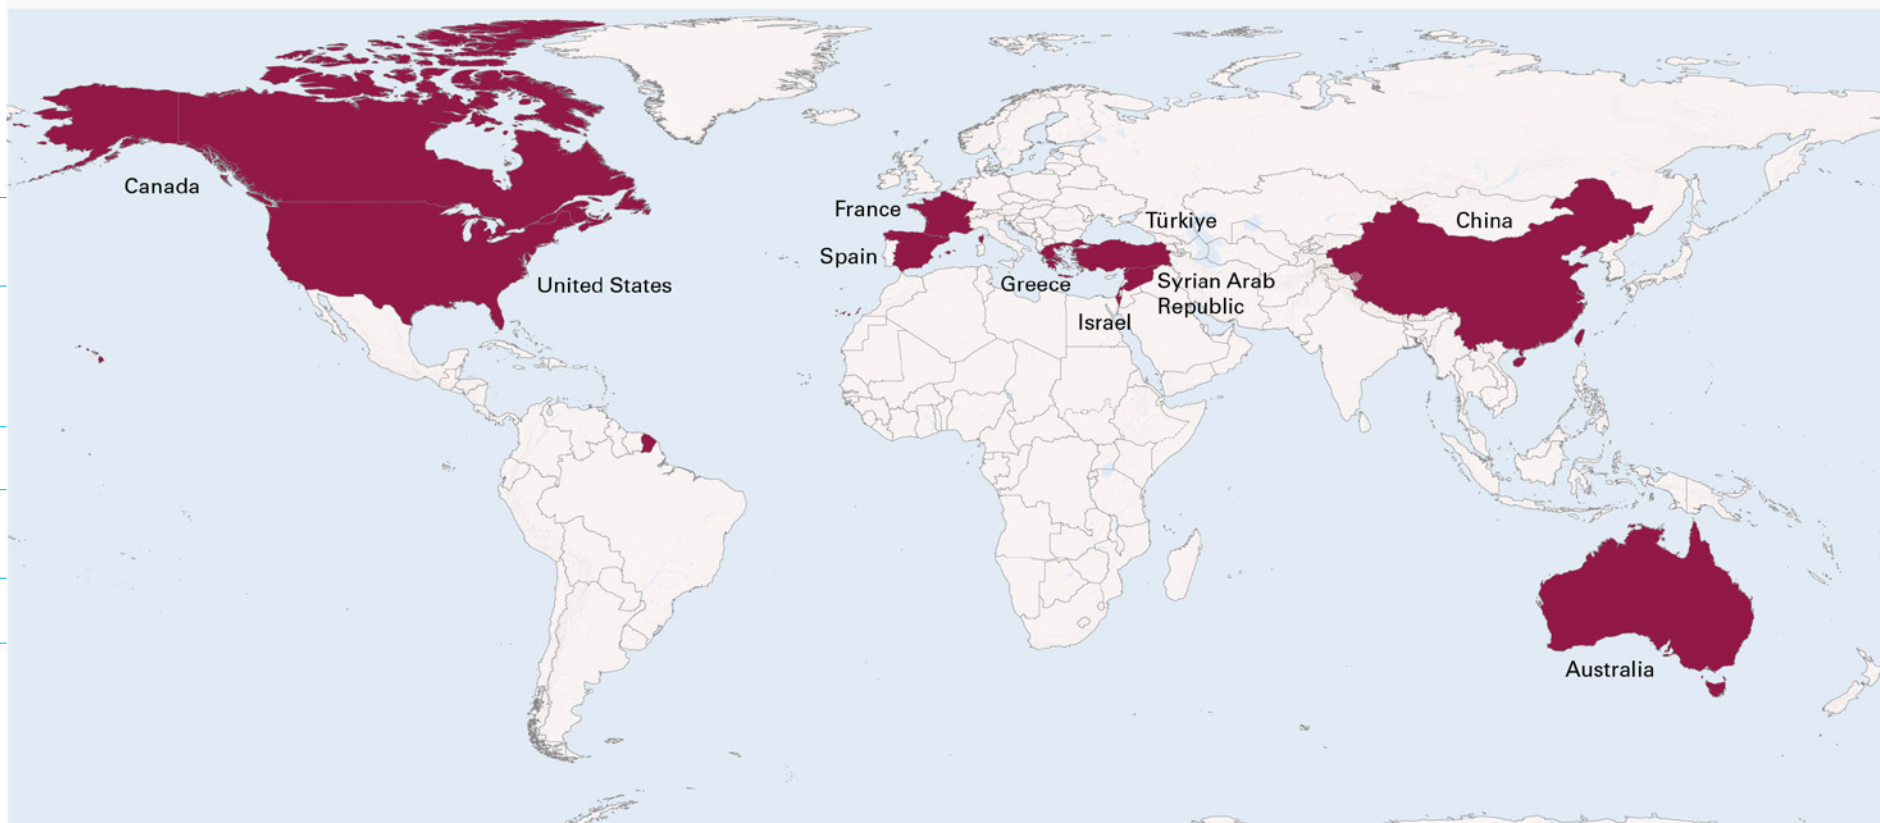 Canada
France
Türkiye
China
Spain
United States
Greece
Syrian Arab
Republic
Israel
Australia